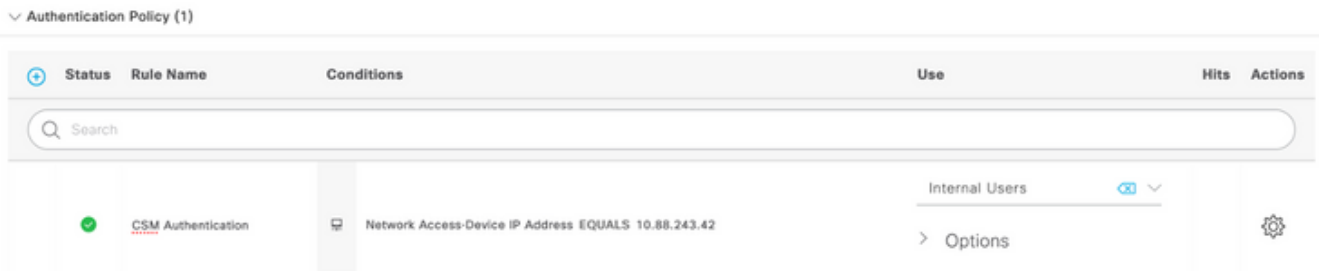 Authentication Policy (1)
Status Rule Name Conditions Use Hits Actions
Search
Internal Users
CSM Authentication Network Access-Device IP Address EQUALS 10.88.243.42
Options